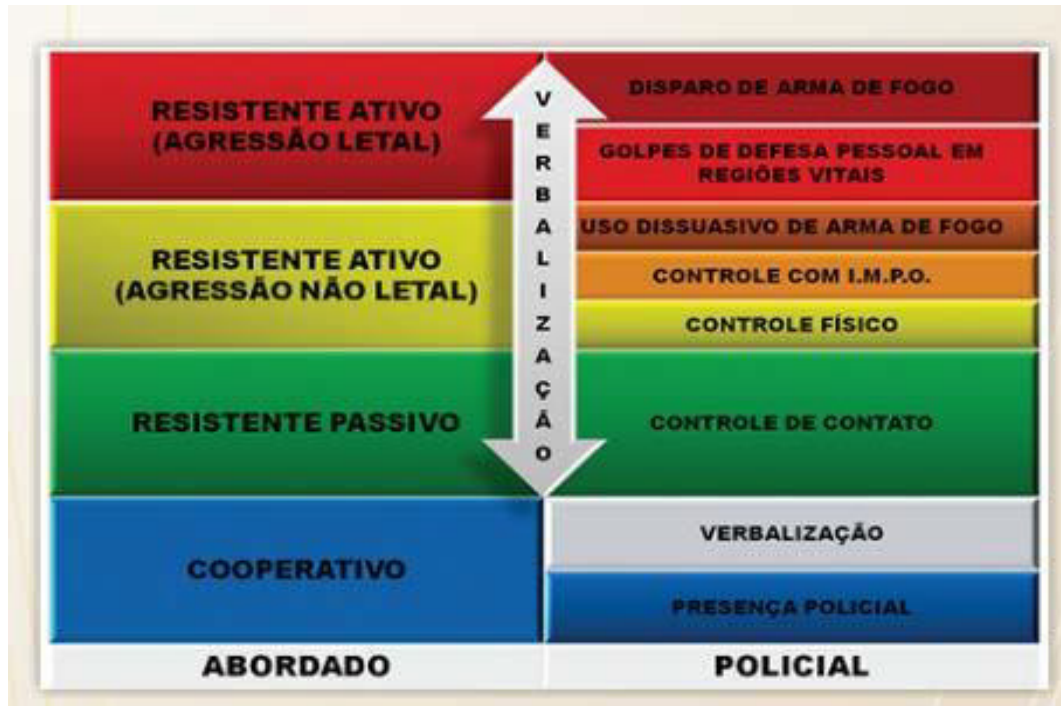 RESISTENTE ATIVO
(AGRESSÃO LETAL)
RESISTENTE ATIVO
(AGRESSÃO NÃO LETAL)
RESISTENTE PASSIVO
COOPERATIVO
ABORDADO
VERBALIZAÇÃO
DISPARO DE ARMA DE FOGO
GOLPES DE DEFESA PESSOAL EM
REGIÕES VITAIS
USO DISSUASIVO DE ARMA DE FOGO
CONTROLE COM I.M.P.O.
CONTROLE FÍSICO
CONTROLE DE CONTATO
VERBALIZAÇÃO
PRESENÇA POLICIAL
POLICIAL